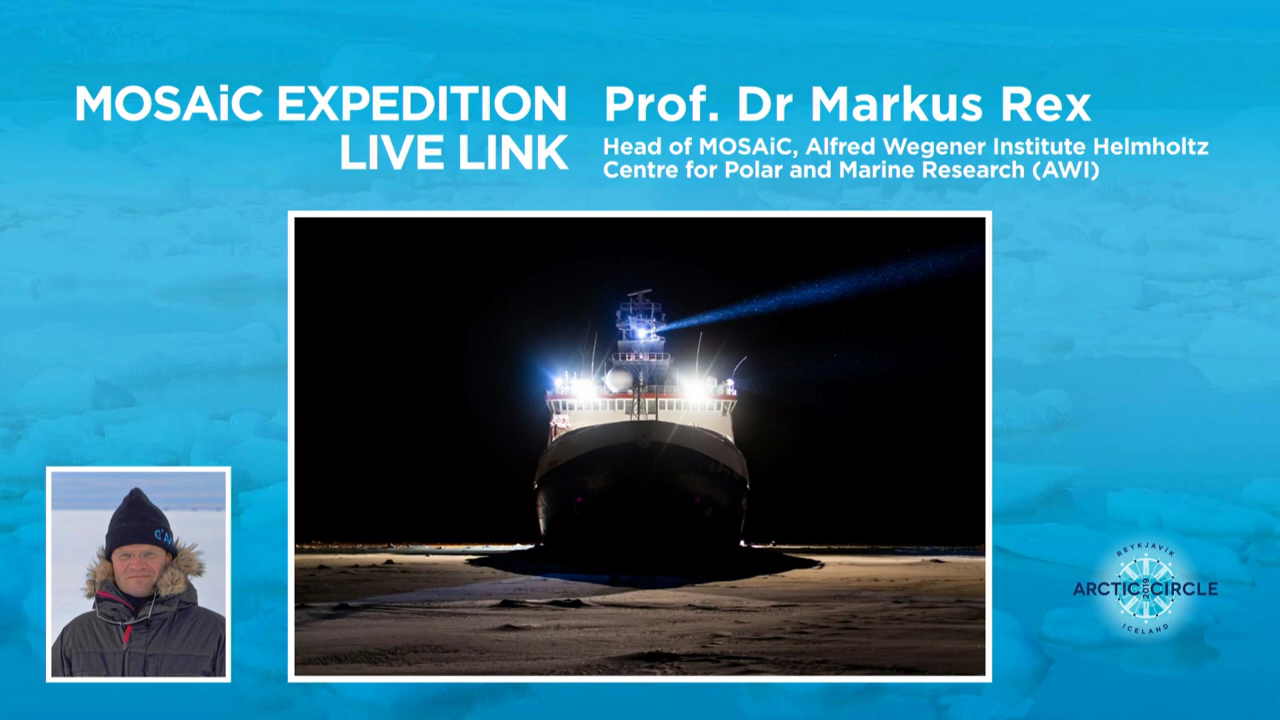 MOSAiC EXPEDITION
LIVE LINK
Prof. Dr Markus Rex
Head of MOSAiC, Alfred Wegener Institute Helmholtz
Centre for Polar and Marine Research (AWI)
REYKJAVÍK
ARCTIC CIRCLE
2019
ICELAND